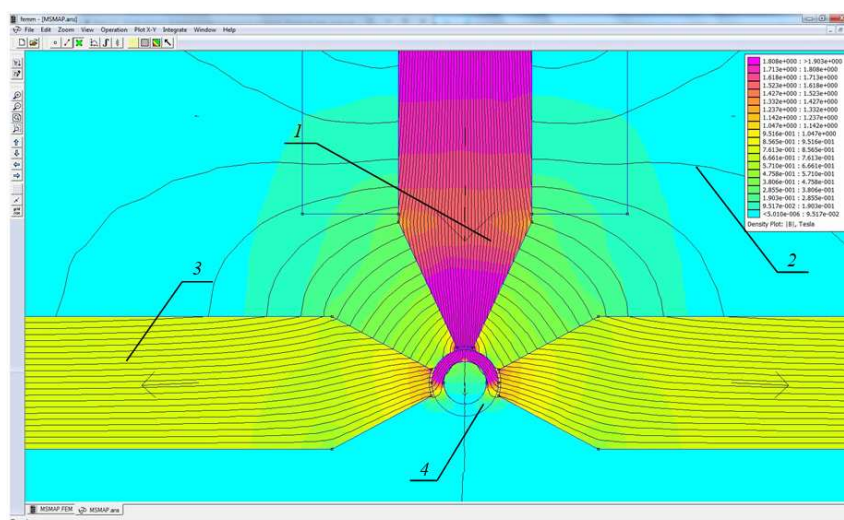 femm - [MSMAP.ans]
File Edit Zoom View Operation Plot X-Y Integrate Window Help
1
2
3
4
1.808e+000 : >1.903e+000
1.713e+000 : 1.808e+000
1.618e+000 : 1.713e+000
1.523e+000 : 1.618e+000
1.427e+000 : 1.523e+000
1.332e+000 : 1.427e+000
1.237e+000 : 1.332e+000
1.142e+000 : 1.237e+000
1.047e+000 : 1.142e+000
9.516e-001 : 1.047e+000
8.565e-001 : 9.516e-001
7.613e-001 : 8.565e-001
6.661e-001 : 7.613e-001
5.710e-001 : 6.661e-001
4.758e-001 : 5.710e-001
3.806e-001 : 4.758e-001
2.855e-001 : 3.806e-001
1.903e-001 : 2.855e-001
9.517e-002 : 1.903e-001
<5.010e-006 : 9.517e-002
Density Plot: |B|, Tesla
MSMAP.FEM MSMAP.ans